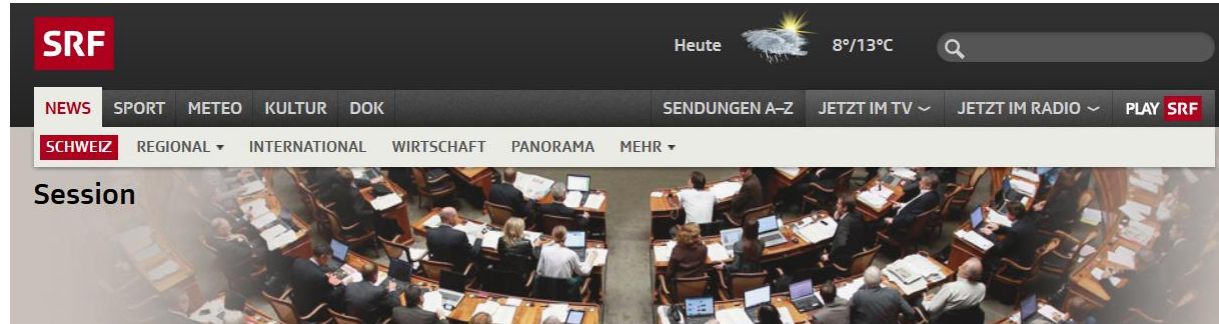 SRF
Heute 8°/13°C
NEWS SPORT METEO KULTUR DOK SENDUNGEN A–Z JETZT IM TV JETZT IM RADIO PLAY SRF
SCHWEIZ REGIONAL INTERNATIONAL WIRTSCHAFT PANORAMA MEHR
Session